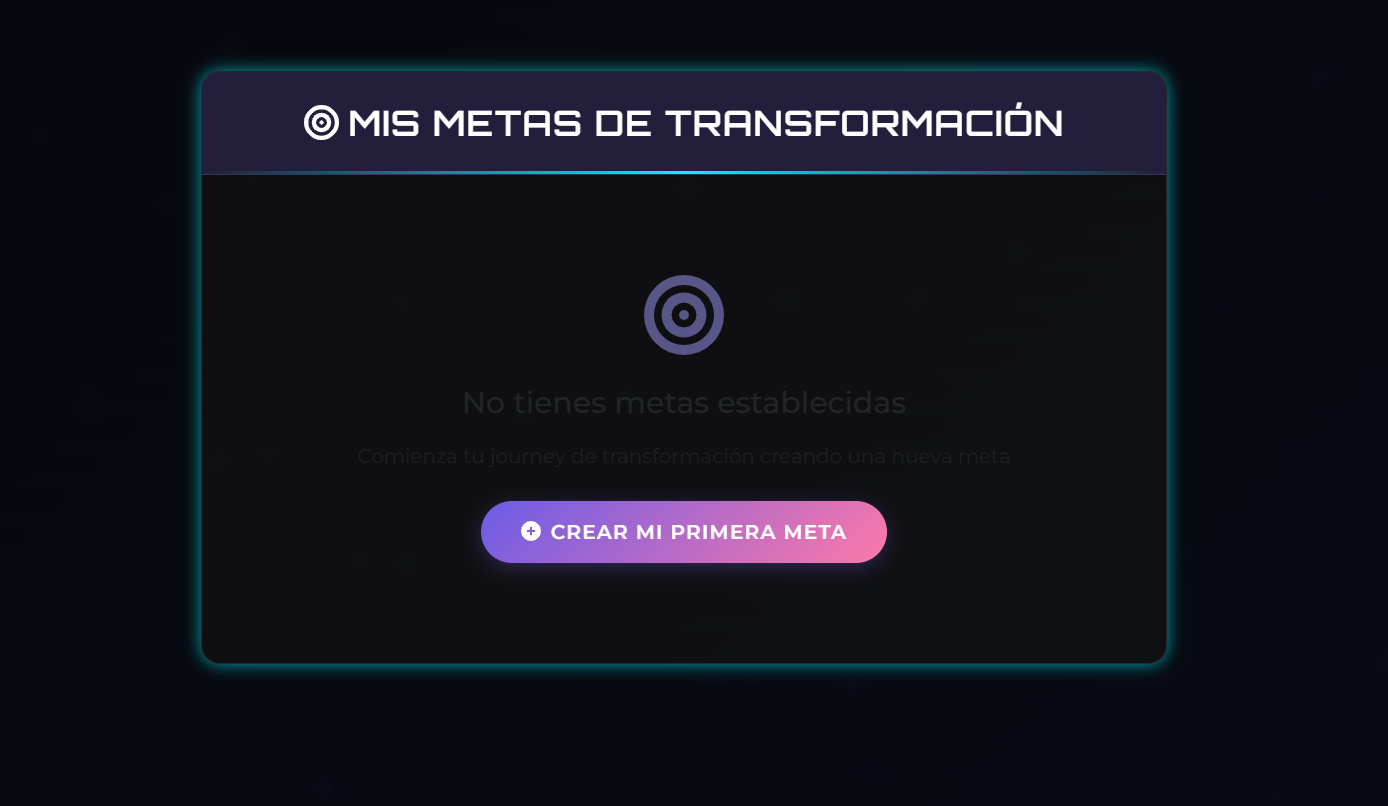 MIS METAS DE TRANSFORMACIÓN
No tienes metas establecidas
Comienza tu journey de transformación creando una nueva meta
CREAR MI PRIMERA META